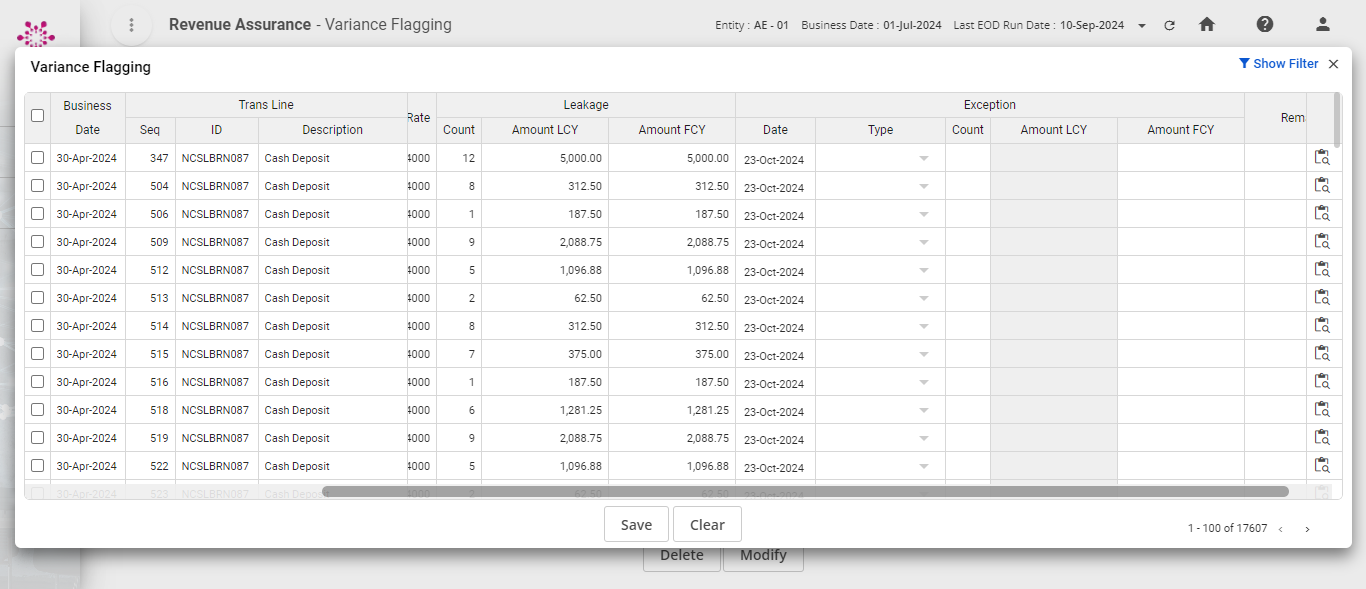 Revenue Assurance - Variance Flagging Entity : AE - 01 Business Date : 01-Jul-2024 Last EOD Run Date : 10-Sep-2024
Variance Flagging Show Filter
Business Trans Line Rate Leakage Exception Rem
Date Seq ID Description Count Amount LCY Amount FCY Date Type Count Amount LCY Amount FCY
30-Apr-2024 347 NCSLBRN087 Cash Deposit 4000 12 5,000.00 5,000.00 23-Oct-2024
30-Apr-2024 504 NCSLBRN087 Cash Deposit 4000 8 312.50 312.50 23-Oct-2024
30-Apr-2024 506 NCSLBRN087 Cash Deposit 4000 1 187.50 187.50 23-Oct-2024
30-Apr-2024 509 NCSLBRN087 Cash Deposit 4000 9 2,088.75 2,088.75 23-Oct-2024
30-Apr-2024 512 NCSLBRN087 Cash Deposit 4000 5 1,096.88 1,096.88 23-Oct-2024
30-Apr-2024 513 NCSLBRN087 Cash Deposit 4000 2 62.50 62.50 23-Oct-2024
30-Apr-2024 514 NCSLBRN087 Cash Deposit 4000 8 312.50 312.50 23-Oct-2024
30-Apr-2024 515 NCSLBRN087 Cash Deposit 4000 7 375.00 375.00 23-Oct-2024
30-Apr-2024 516 NCSLBRN087 Cash Deposit 4000 1 187.50 187.50 23-Oct-2024
30-Apr-2024 518 NCSLBRN087 Cash Deposit 4000 6 1,281.25 1,281.25 23-Oct-2024
30-Apr-2024 519 NCSLBRN087 Cash Deposit 4000 9 2,088.75 2,088.75 23-Oct-2024
30-Apr-2024 522 NCSLBRN087 Cash Deposit 4000 5 1,096.88 1,096.88 23-Oct-2024
30-Apr-2024 523 NCSLBRN087 Cash 4000 2 62.50 62.50 23-Oct-2024
Save Clear 1 - 100 of 17607
Delete Modify